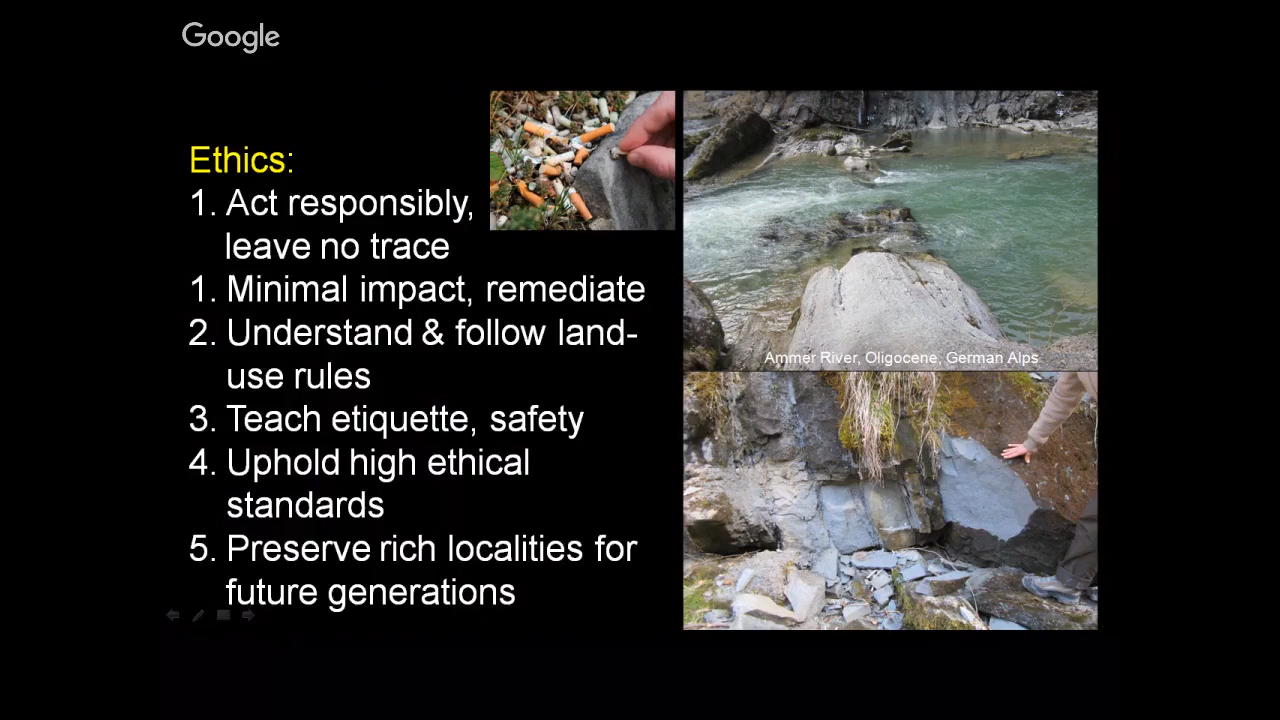 Google
Ethics:
1. Act responsibly,
leave no trace
1. Minimal impact, remediate
2. Understand & follow land-
use rules
3. Teach etiquette, safety
4. Uphold high ethical
standards
5. Preserve rich localities for
future generations
Ammer River, Oligocene, German Alps